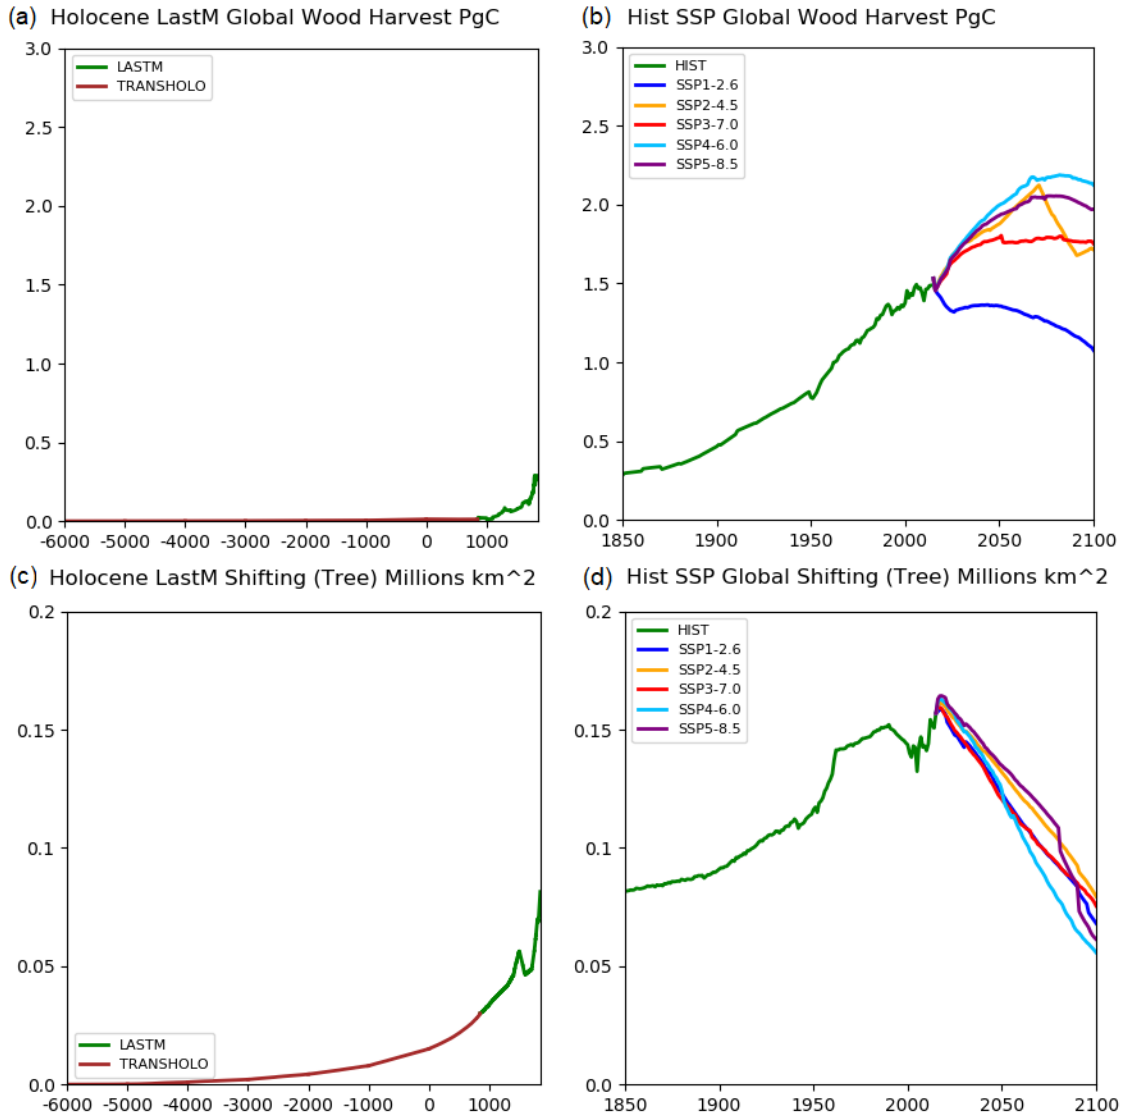 (a) Holocene LastM Global Wood Harvest PgC
3.0
2.5
2.0
1.5
1.0
0.5
0.0
LASTM
TRANSHOLO
-6000 -5000 -4000 -3000 -2000 -1000 0 1000
(b) Hist SSP Global Wood Harvest PgC
3.0
2.5
2.0
1.5
1.0
0.5
0.0
HIST
SSP1-2.6
SSP2-4.5
SSP3-7.0
SSP4-6.0
SSP5-8.5
1850 1900 1950 2000 2050 2100
(c) Holocene LastM Shifting (Tree) Millions km^2
0.2
0.15
0.1
0.05
0.0
LASTM
TRANSHOLO
-6000 -5000 -4000 -3000 -2000 -1000 0 1000
(d) Hist SSP Global Shifting (Tree) Millions km^2
0.2
0.15
0.1
0.05
0.0
HIST
SSP1-2.6
SSP2-4.5
SSP3-7.0
SSP4-6.0
SSP5-8.5
1850 1900 1950 2000 2050 2100